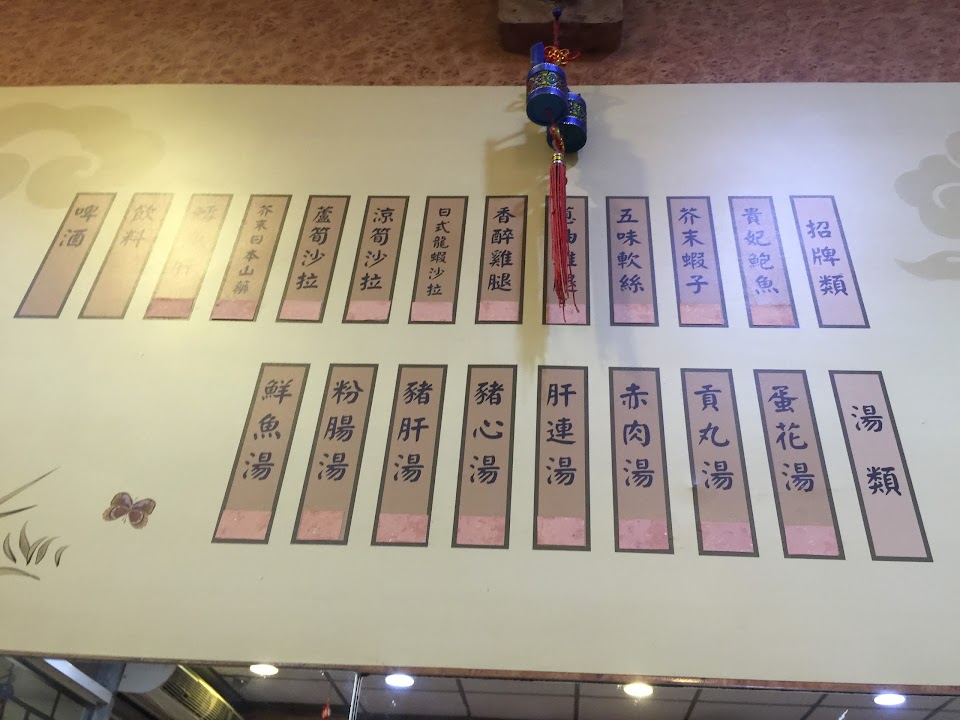 招牌類
貴妃鮑魚
芥末蝦子
五味軟絲
香醉雞腿
日式龍蝦沙拉
涼筍沙拉
蘆筍沙拉
芥末日本山藥
飲料
啤酒
湯類
蛋花湯
貢丸湯
赤肉湯
肝連湯
豬心湯
豬肝湯
粉腸湯
鮮魚湯